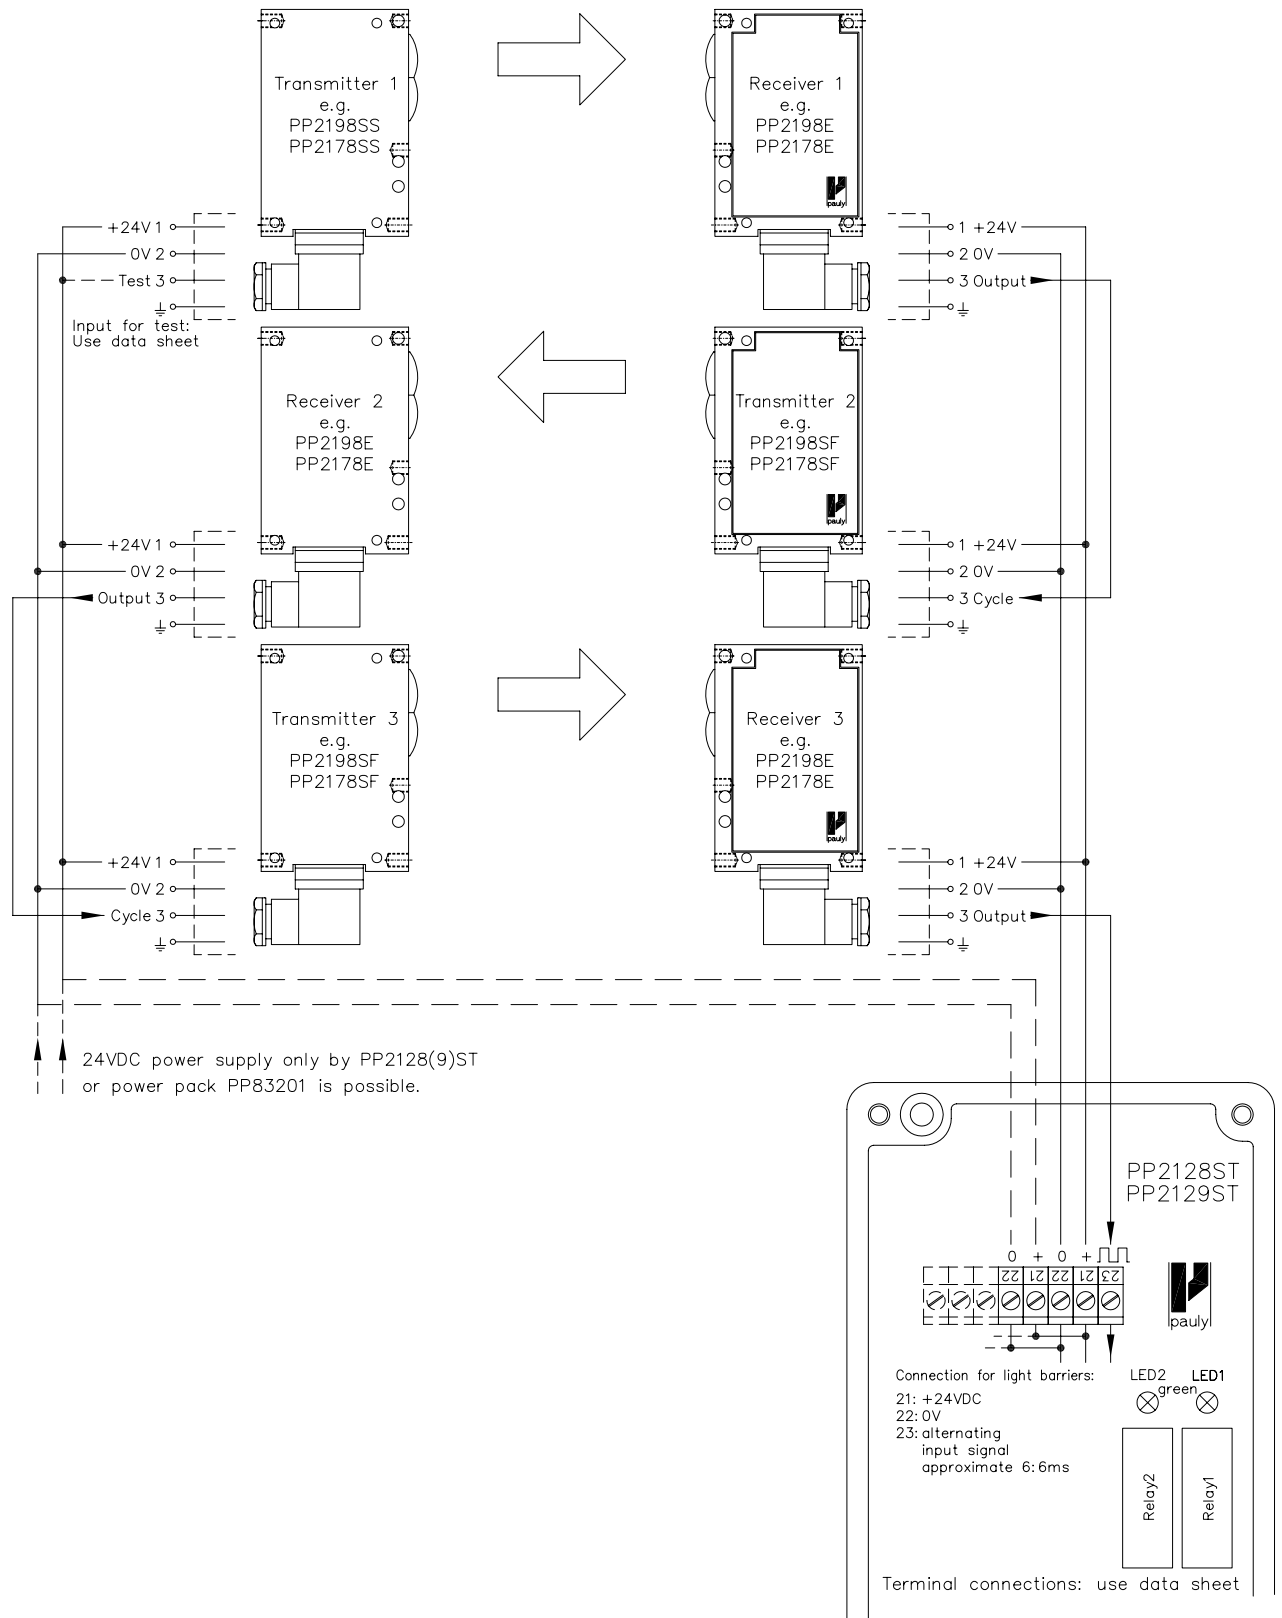 Transmitter 1
e.g.
PP2198SS
PP2178SS
Receiver 1
e.g.
PP2198E
PP2178E
pauly
+24V 1
0V 2
Test 3
Input for test:
Use data sheet
1 +24V
2 0V
3 Output
Receiver 2
e.g.
PP2198E
PP2178E
Transmitter 2
e.g.
PP2198SF
PP2178SF
pauly
+24V 1
0V 2
Output 3
1 +24V
2 0V
3 Cycle
Transmitter 3
e.g.
PP2198SF
PP2178SF
Receiver 3
e.g.
PP2198E
PP2178E
pauly
+24V 1
0V 2
Cycle 3
1 +24V
2 0V
3 Output
24VDC power supply only by PP2128(9)ST
or power pack PP83201 is possible.
PP2128ST
PP2129ST
0 + 0 +
22 21 22 21 23
pauly
Connection for light barriers:
21: +24VDC
22: 0V
23: alternating
input signal
approximate 6:6ms
LED2 LED1
green
Relay2
Relay1
Terminal connections: use data sheet